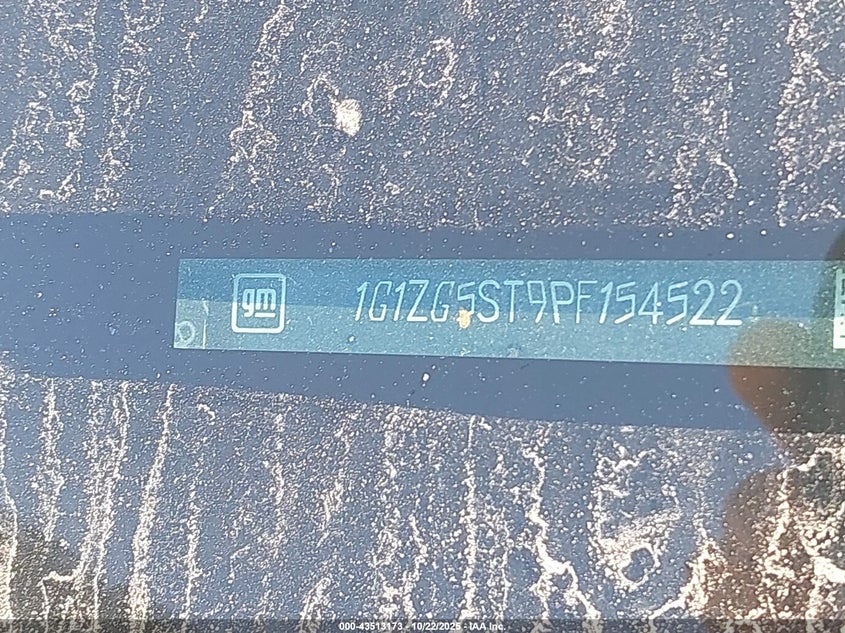 gm 1G1ZG5ST9PF154522
000-43513173 - 10/22/2025 - IAA Inc.